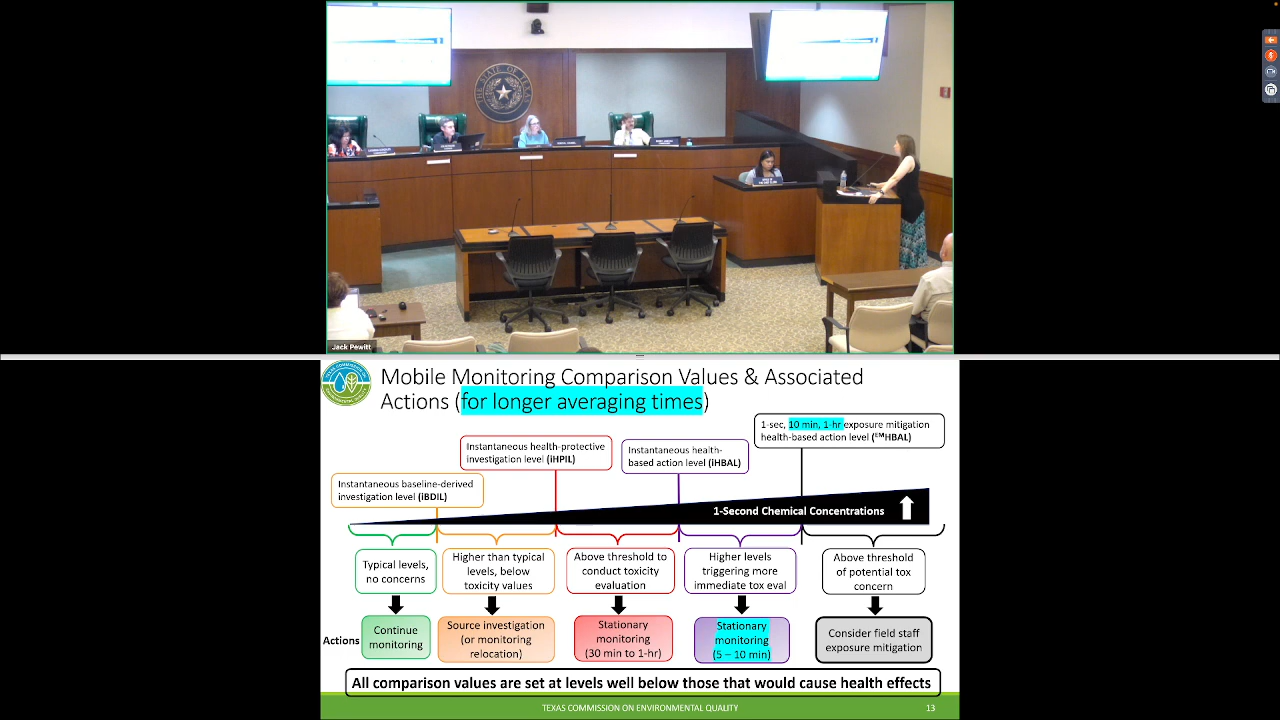 THE STATE OF TEXAS
Jack Pewitt
Mobile Monitoring Comparison Values & Associated
Actions (for longer averaging times)
1-sec, 10 min, 1-hr exposure mitigation
health-based action level (EMHBAL)
Instantaneous health-protective
investigation level (iHPIL)
Instantaneous health-
based action level (iHBAL)
Instantaneous baseline-derived
investigation level (iBDIL)
1-Second Chemical Concentrations
Typical levels,
no concerns
Higher than typical
levels, below
toxicity values
Above threshold to
conduct toxicity
evaluation
Higher levels
triggering more
immediate tox eval
Above threshold
of potential tox
concern
Actions
Continue
monitoring
Source investigation
(or monitoring
relocation)
Stationary
monitoring
(30 min to 1-hr)
Stationary
monitoring
(5 – 10 min)
Consider field staff
exposure mitigation
All comparison values are set at levels well below those that would cause health effects
TEXAS COMMISSION ON ENVIRONMENTAL QUALITY
13